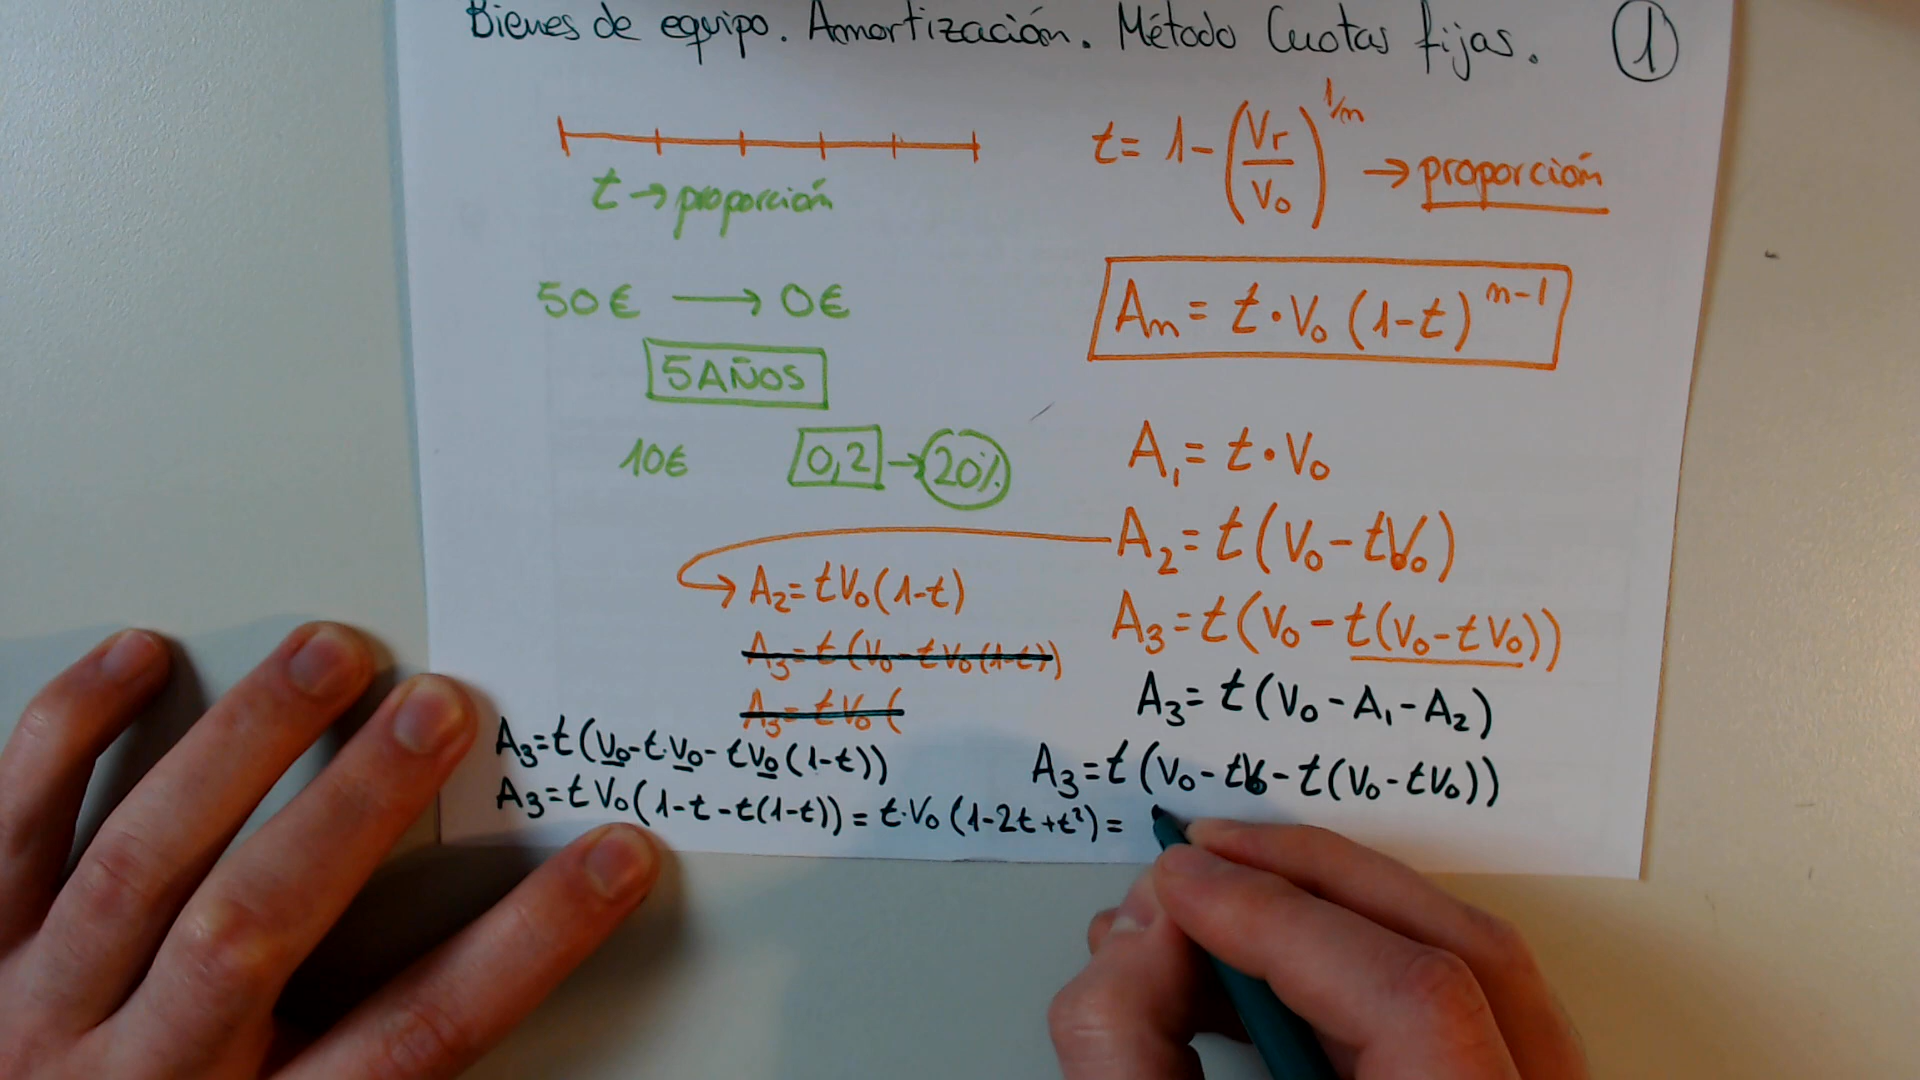 Bienes de equipo. Amortización. Método Cuotas fijas. 1
t → proporción
50€ → 0€
5 AÑOS
10€ 0,2 → 20%
t = 1 - (Vr/V₀)^1/n → proporción
Aₙ = t · V₀ (1-t)^n-1
A₁ = t · V₀
A₂ = t (V₀ - tV₀)
A₂ = tV₀ (1-t)
A₃ = t (V₀ - t(V₀ - tV₀))
A₃ = t (V₀ - tV₀ (1-t))
A₃ = tV₀ (
A₃ = t (V₀ - A₁ - A₂)
A₃ = t (V₀ - tV₀ - t(V₀ - tV₀))
A₃ = t (V₀ - t·V₀ - tV₀ (1-t))
A₃ = tV₀ (1-t-t(1-t)) = t·V₀ (1-2t+t²) =